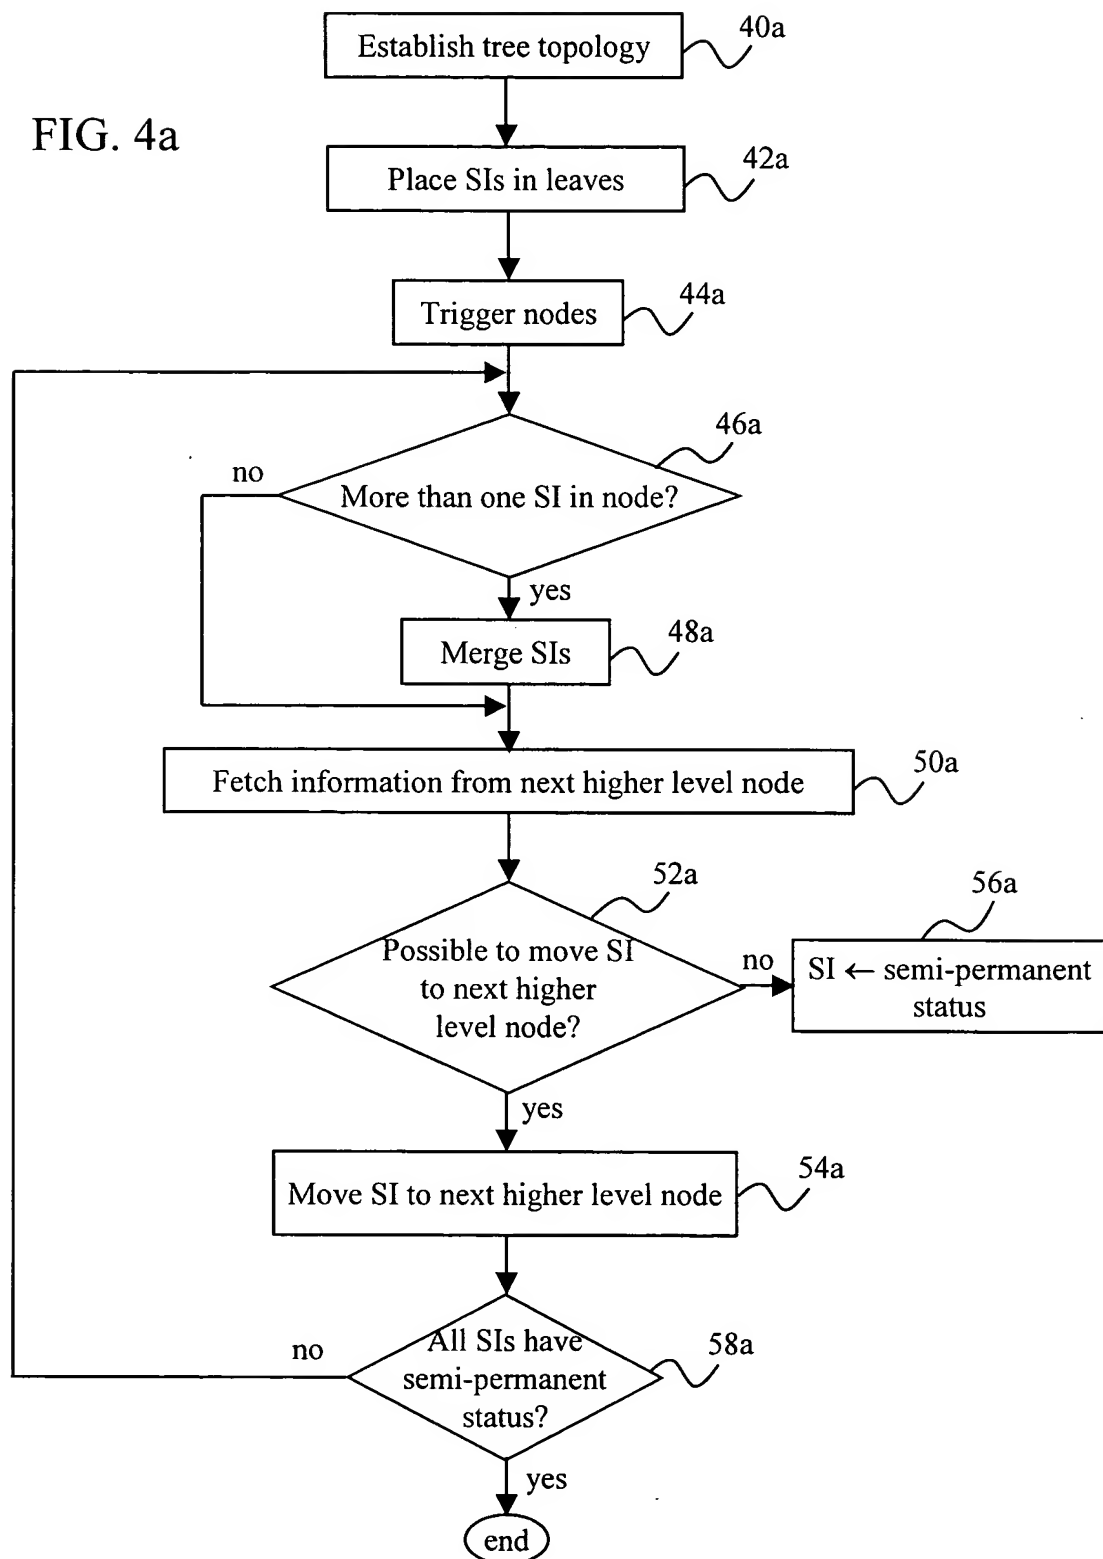 Establish tree topology
40a
FIG. 4a
Place SIs in leaves
42a
Trigger nodes
44a
46a
no
More than one SI in node?
yes
Merge SIs
48a
Fetch information from next higher level node
50a
52a
56a
Possible to move SI
to next higher
level node?
no
SI ← semi-permanent
status
yes
Move SI to next higher level node
54a
no
All SIs have
semi-permanent
status?
58a
yes
end